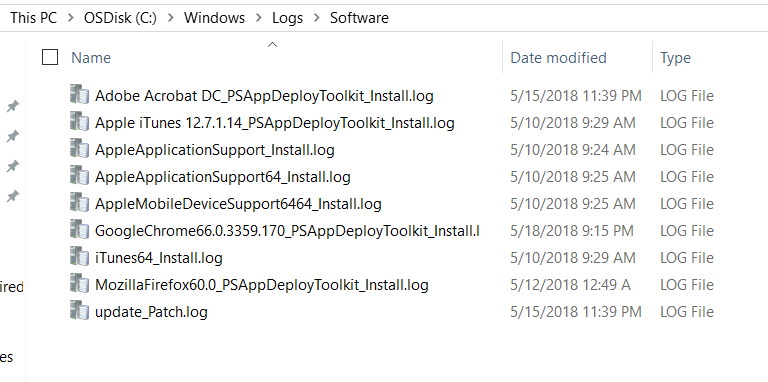 This PC > OSDisk (C:) > Windows > Logs > Software
Name Date modified Type
Adobe Acrobat DC_PSAppDeployToolkit_Install.log 5/15/2018 11:39 PM LOG File
Apple iTunes 12.7.1.14_PSAppDeployToolkit_Install.log 5/10/2018 9:29 AM LOG File
AppleApplicationSupport_Install.log 5/10/2018 9:24 AM LOG File
AppleApplicationSupport64_Install.log 5/10/2018 9:25 AM LOG File
AppleMobileDeviceSupport6464_Install.log 5/10/2018 9:25 AM LOG File
GoogleChrome66.0.3359.170_PSAppDeployToolkit_Install.l 5/18/2018 9:15 PM LOG File
iTunes64_Install.log 5/10/2018 9:29 AM LOG File
ired MozillaFirefox60.0_PSAppDeployToolkit_Install.log 5/12/2018 12:49 A LOG File
update_Patch.log 5/15/2018 11:39 PM LOG File
es